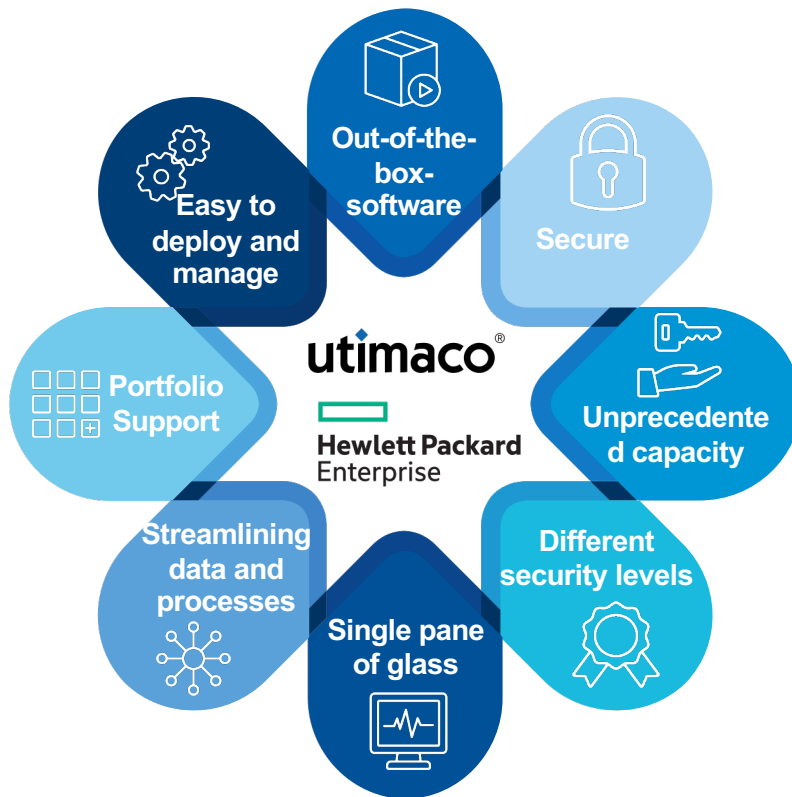 Out-of-the-
box-
software
Secure
Unprecedente
d capacity
Different
security levels
Single pane
of glass
Streamlining
data and
processes
Portfolio
Support
Easy to
deploy and
manage
utimaco®
Hewlett Packard
Enterprise